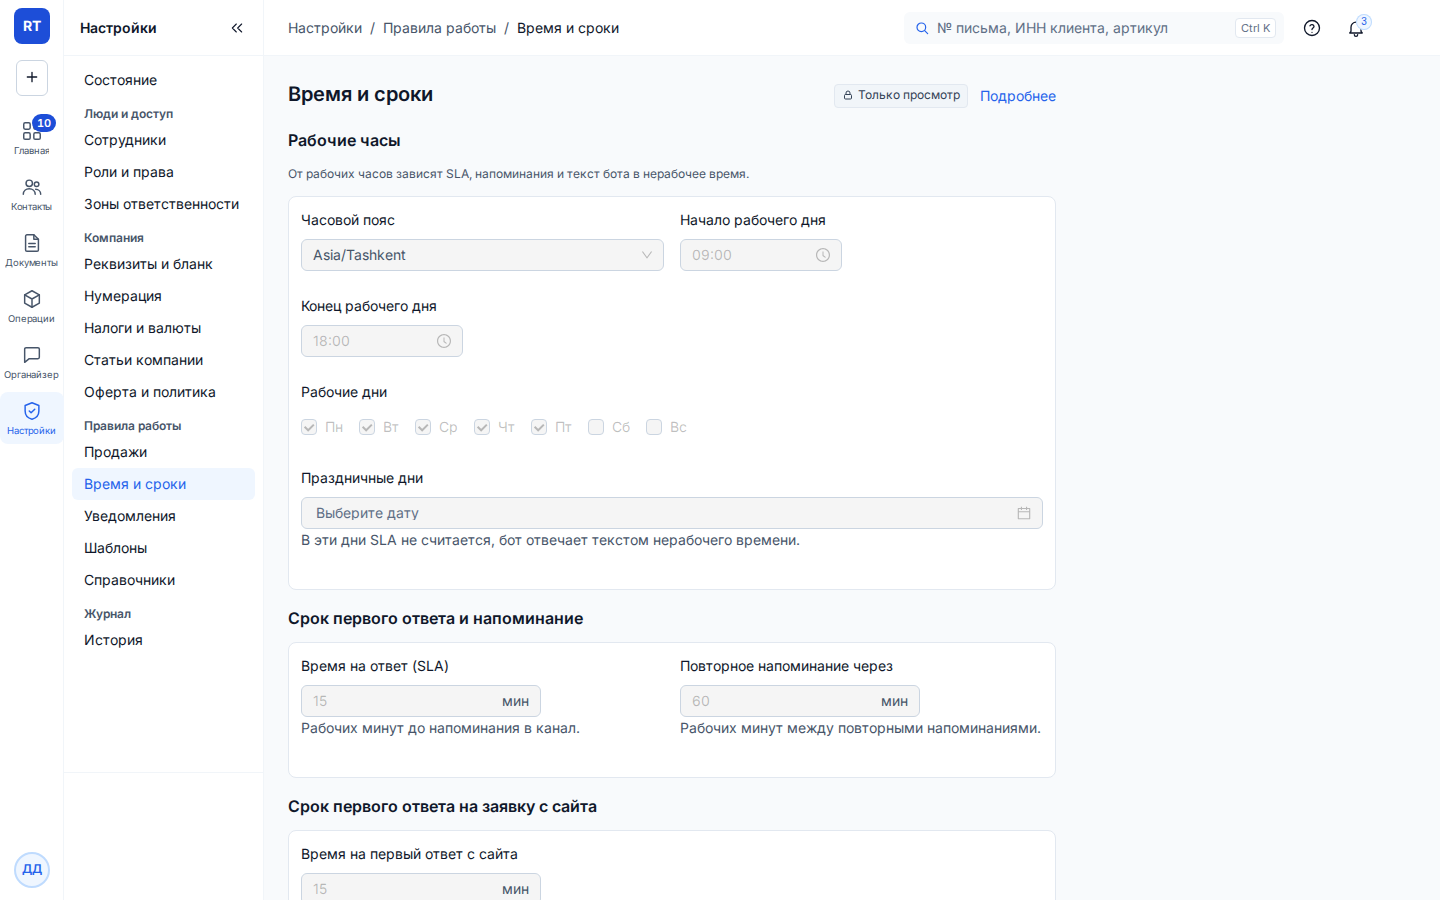 RT
Настройки
Настройки / Правила работы / Время и сроки
№ письма, ИНН клиента, артикул
Ctrl K
3
10
Главная
Контакты
Документы
Операции
Органайзер
Настройки
ДД
Состояние
Люди и доступ
Сотрудники
Роли и права
Зоны ответственности
Компания
Реквизиты и бланк
Нумерация
Налоги и валюты
Статьи компании
Оферта и политика
Правила работы
Продажи
Время и сроки
Уведомления
Шаблоны
Справочники
Журнал
История
Время и сроки
Только просмотр
Подробнее
Рабочие часы
От рабочих часов зависят SLA, напоминания и текст бота в нерабочее время.
Часовой пояс
Начало рабочего дня
Asia/Tashkent
09:00
Конец рабочего дня
18:00
Рабочие дни
Пн Вт Ср Чт Пт Сб Вс
Праздничные дни
Выберите дату
В эти дни SLA не считается, бот отвечает текстом нерабочего времени.
Срок первого ответа и напоминание
Время на ответ (SLA)
Повторное напоминание через
15 мин
60 мин
Рабочих минут до напоминания в канал.
Рабочих минут между повторными напоминаниями.
Срок первого ответа на заявку с сайта
Время на первый ответ с сайта
15 мин